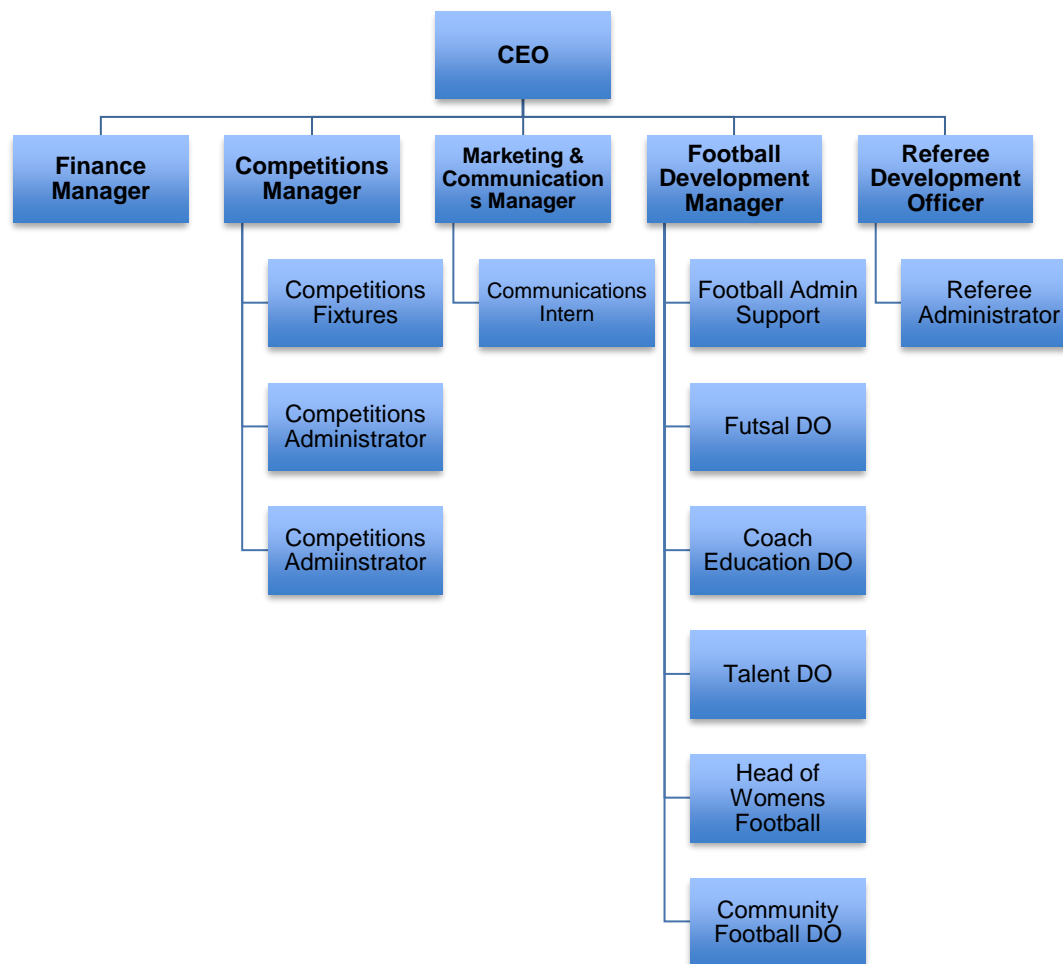 CEO
Finance
Manager
Competitions
Manager
Marketing &
Communication
s Manager
Football
Development
Manager
Referee
Development
Officer
Competitions
Fixtures
Communications
Intern
Football Admin
Support
Referee
Administrator
Competitions
Administrator
Futsal DO
Competitions
Admiinstrator
Coach
Education DO
Talent DO
Head of
Womens
Football
Community
Football DO